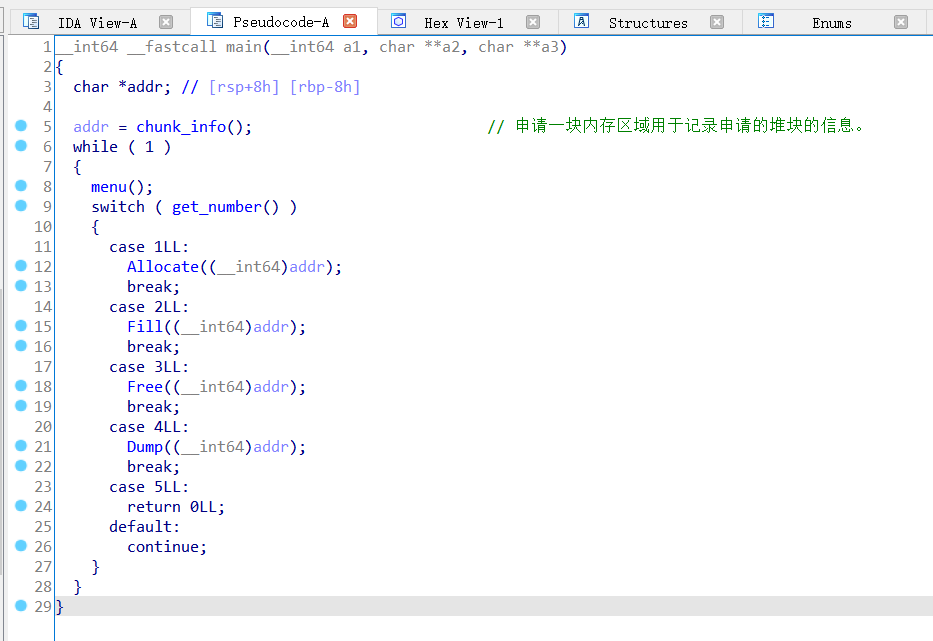 IDA View-A Pseudocode-A Hex View-1 Structures Enums
1 __int64 __fastcall main(__int64 a1, char **a2, char **a3)
2 {
3   char *addr; // [rsp+8h] [rbp-8h]
4
5   addr = chunk_info();                          // 申请一块内存区域用于记录申请的堆块的信息。
6   while ( 1 )
7   {
8     menu();
9     switch ( get_number() )
10     {
11       case 1LL:
12         Allocate((__int64)addr);
13         break;
14       case 2LL:
15         Fill((__int64)addr);
16         break;
17       case 3LL:
18         Free((__int64)addr);
19         break;
20       case 4LL:
21         Dump((__int64)addr);
22         break;
23       case 5LL:
24         return 0LL;
25       default:
26         continue;
27     }
28   }
29 }